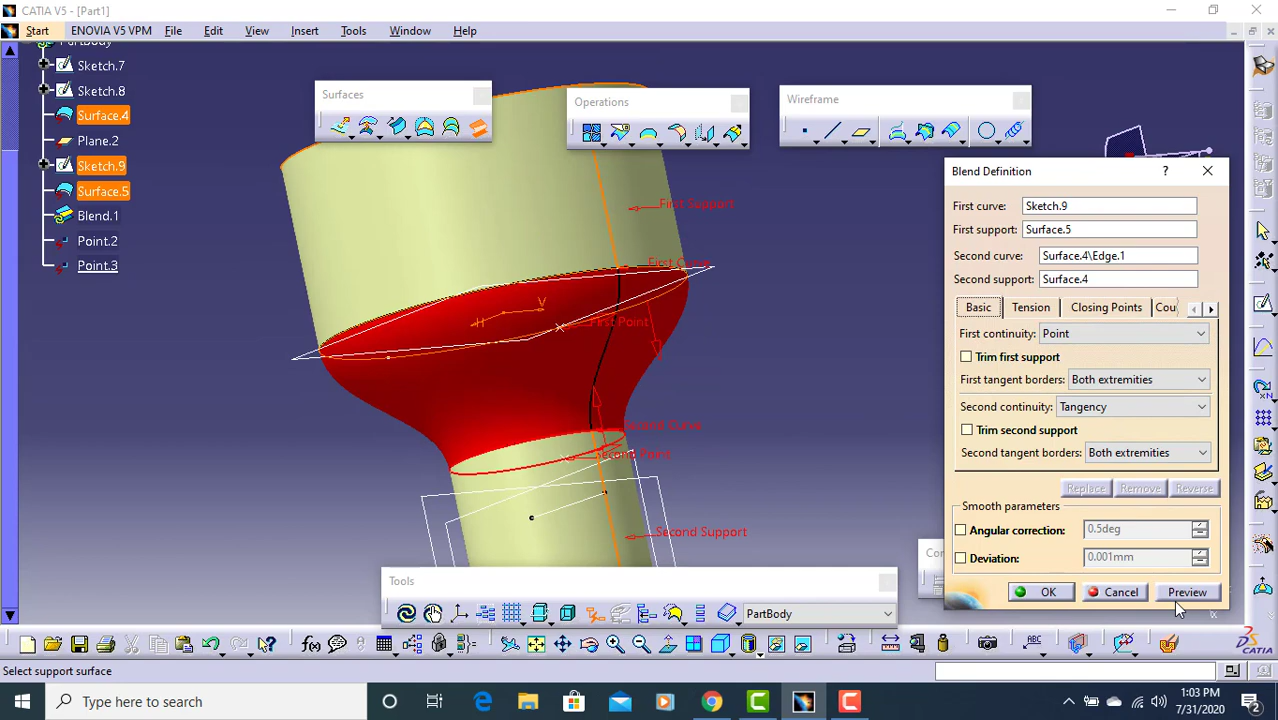 CATIA V5 - [Part1]
Start ENOVIA V5 VPM File Edit View Insert Tools Window Help
PartBody
Sketch.7
Sketch.8
Surface.4
Plane.2
Sketch.9
Surface.5
Blend.1
Point.2
Point.3
Surfaces
Operations
Wireframe
First Support
First Curve
First Point
Second Curve
Second Point
Second Support
H
V
Blend Definition ?
First curve: Sketch.9
First support: Surface.5
Second curve: Surface.4\Edge.1
Second support: Surface.4
Basic Tension Closing Points Cou
First continuity: Point
Trim first support
First tangent borders: Both extremities
Second continuity: Tangency
Trim second support
Second tangent borders: Both extremities
Replace Remove Reverse
Smooth parameters
Angular correction: 0.5deg
Deviation: 0.001mm
OK Cancel Preview
Tools
PartBody
Select support surface
CATIA
Type here to search
1:03 PM
7/31/2020
2